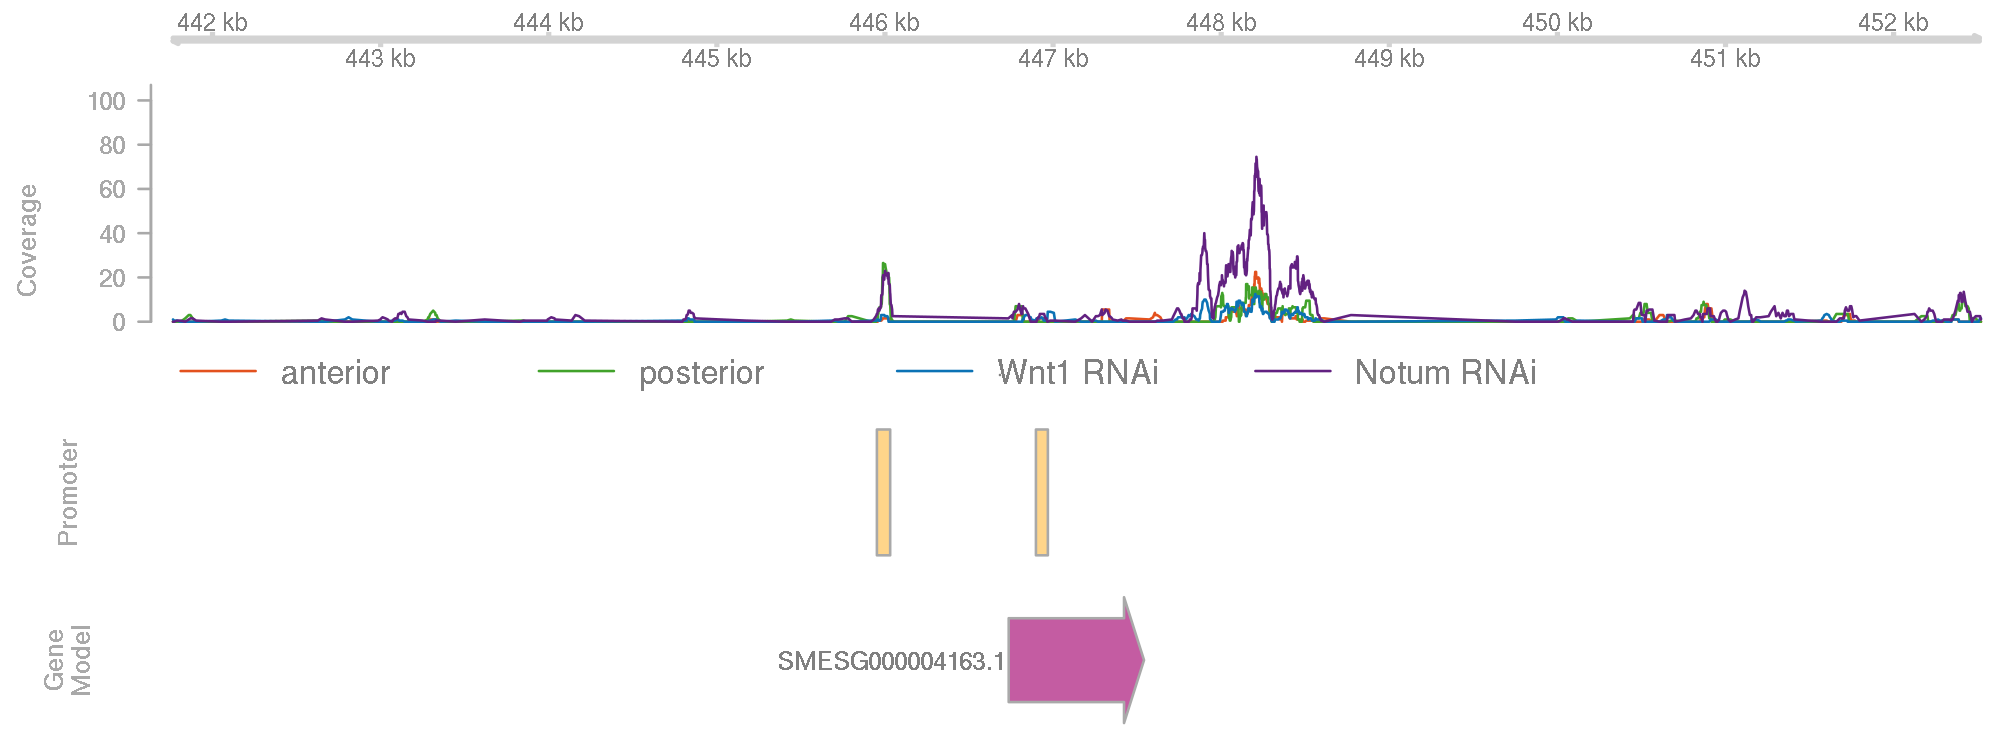 442 kb 444 kb 446 kb 448 kb 450 kb 452 kb
443 kb 445 kb 447 kb 449 kb 451 kb
Coverage
100
80
60
40
20
0
anterior posterior Wnt1 RNAi Notum RNAi
Promoter
Gene
Model
SMESG000004163.1